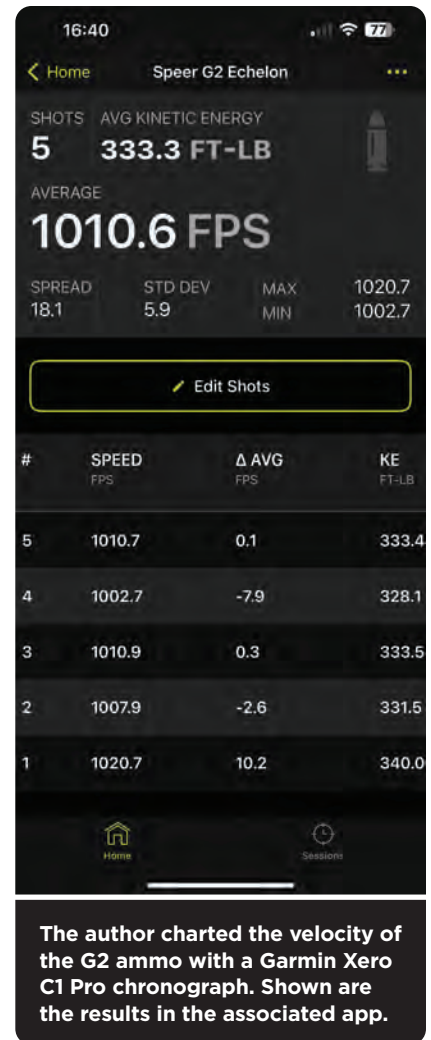 16:40 77
Home Speer G2 Echelon
SHOTS AVG KINETIC ENERGY
5 333.3 FT-LB
AVERAGE
1010.6 FPS
SPREAD STD DEV MAX 1020.7
18.1 5.9 MIN 1002.7
Edit Shots
# SPEED Δ AVG KE
FPS FPS FT-LB
5 1010.7 0.1 333.4
4 1002.7 -7.9 328.1
3 1010.9 0.3 333.5
2 1007.9 -2.6 331.5
1 1020.7 10.2 340.0
Home Sessions
The author charted the velocity of
the G2 ammo with a Garmin Xero
C1 Pro chronograph. Shown are
the results in the associated app.